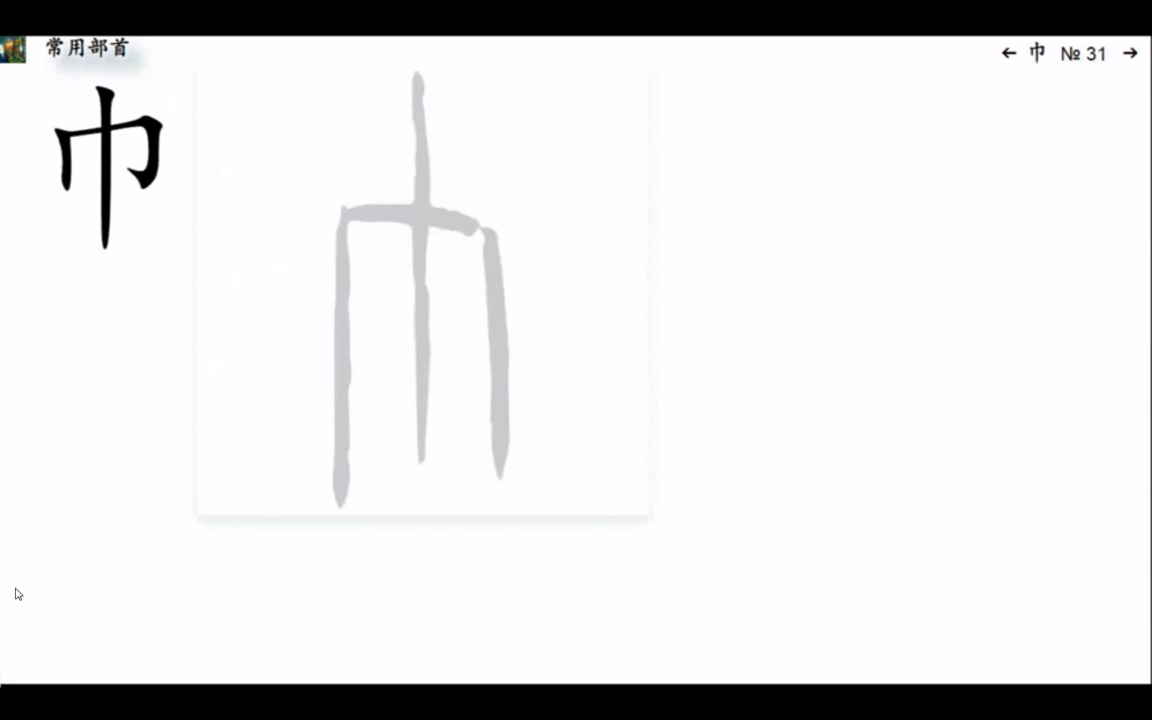 常用部首
← 巾 № 31 →
巾